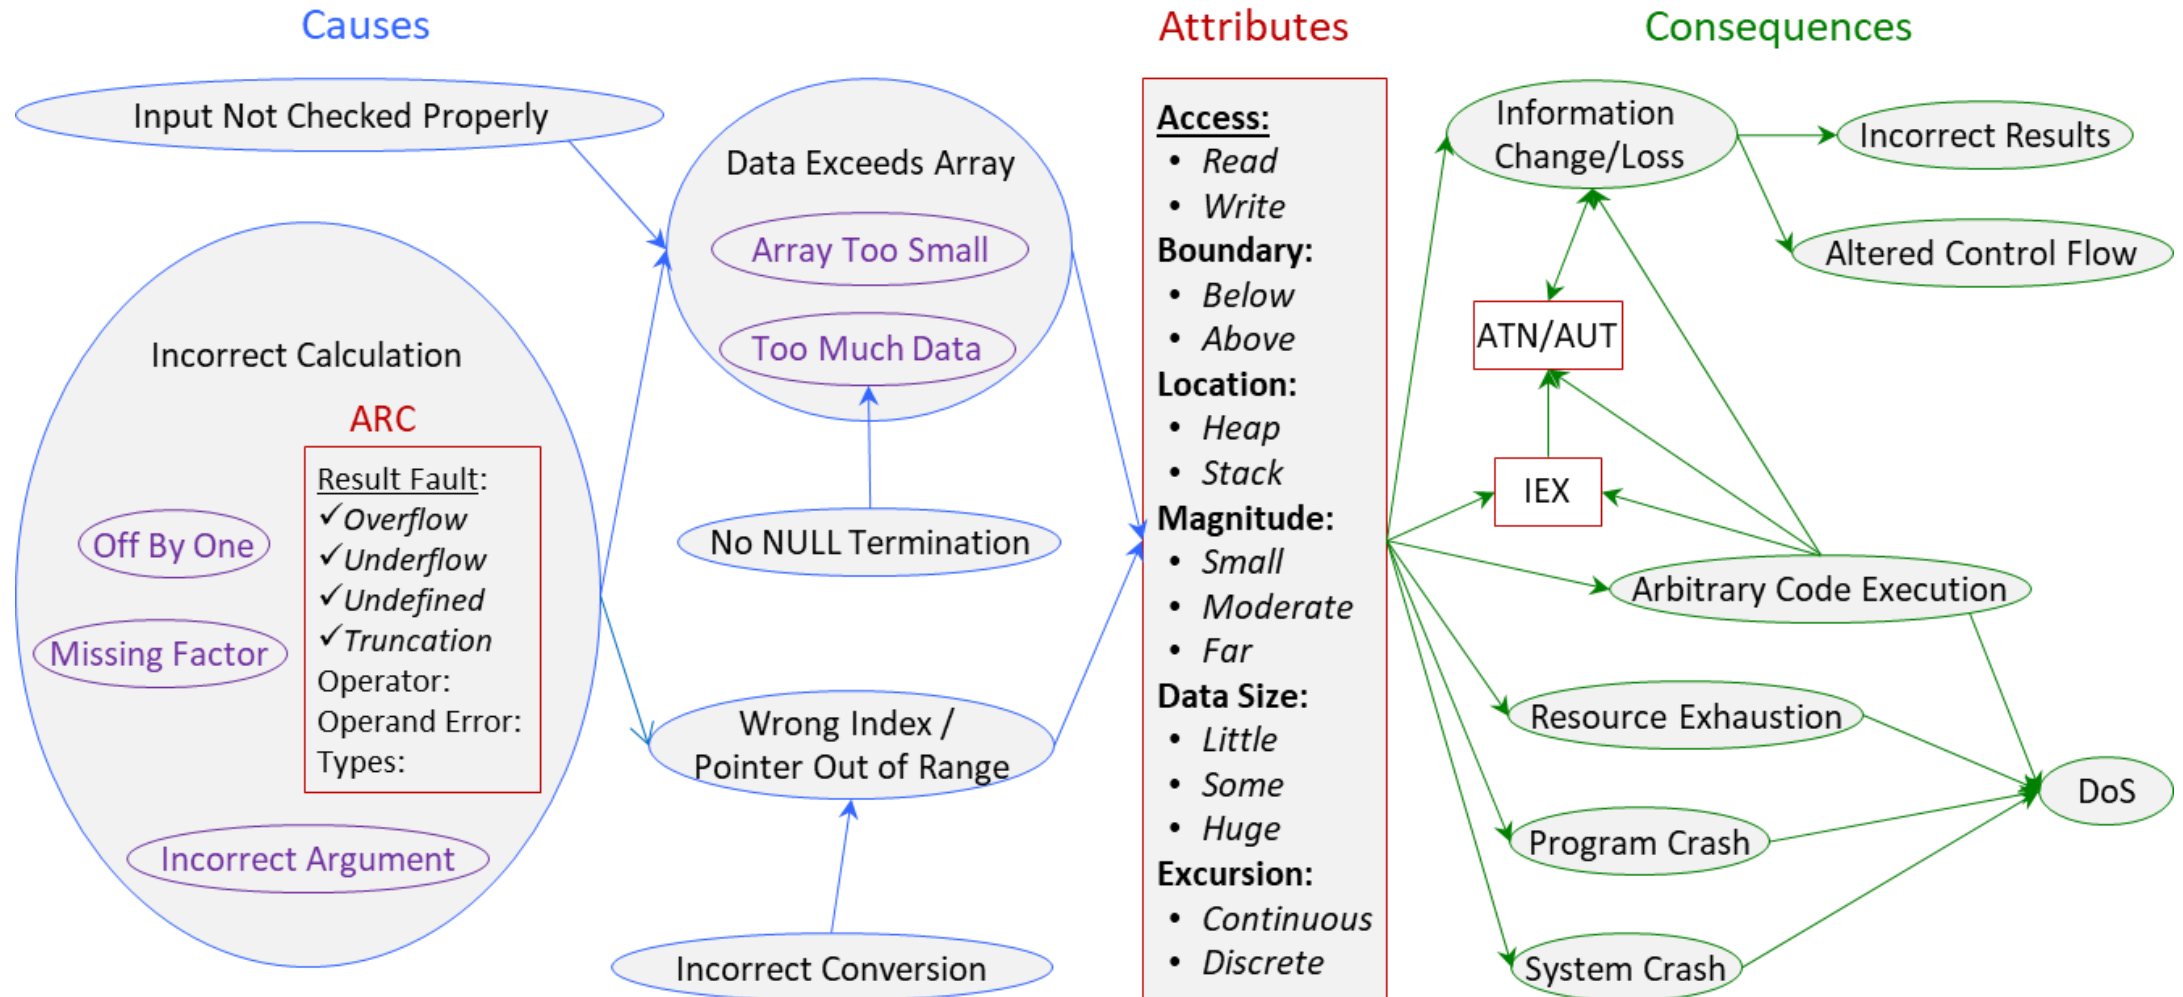 Causes
Attributes
Consequences
Input Not Checked Properly
Data Exceeds Array
Array Too Small
Too Much Data
Incorrect Calculation
ARC
Result Fault:
✓Overflow
✓Underflow
✓Undefined
✓Truncation
Operator:
Operand Error:
Types:
Off By One
Missing Factor
Incorrect Argument
No NULL Termination
Wrong Index /
Pointer Out of Range
Incorrect Conversion
Access:
• Read
• Write
Boundary:
• Below
• Above
Location:
• Heap
• Stack
Magnitude:
• Small
• Moderate
• Far
Data Size:
• Little
• Some
• Huge
Excursion:
• Continuous
• Discrete
Information
Change/Loss
Incorrect Results
Altered Control Flow
ATN/AUT
IEX
Arbitrary Code Execution
Resource Exhaustion
Program Crash
System Crash
DoS